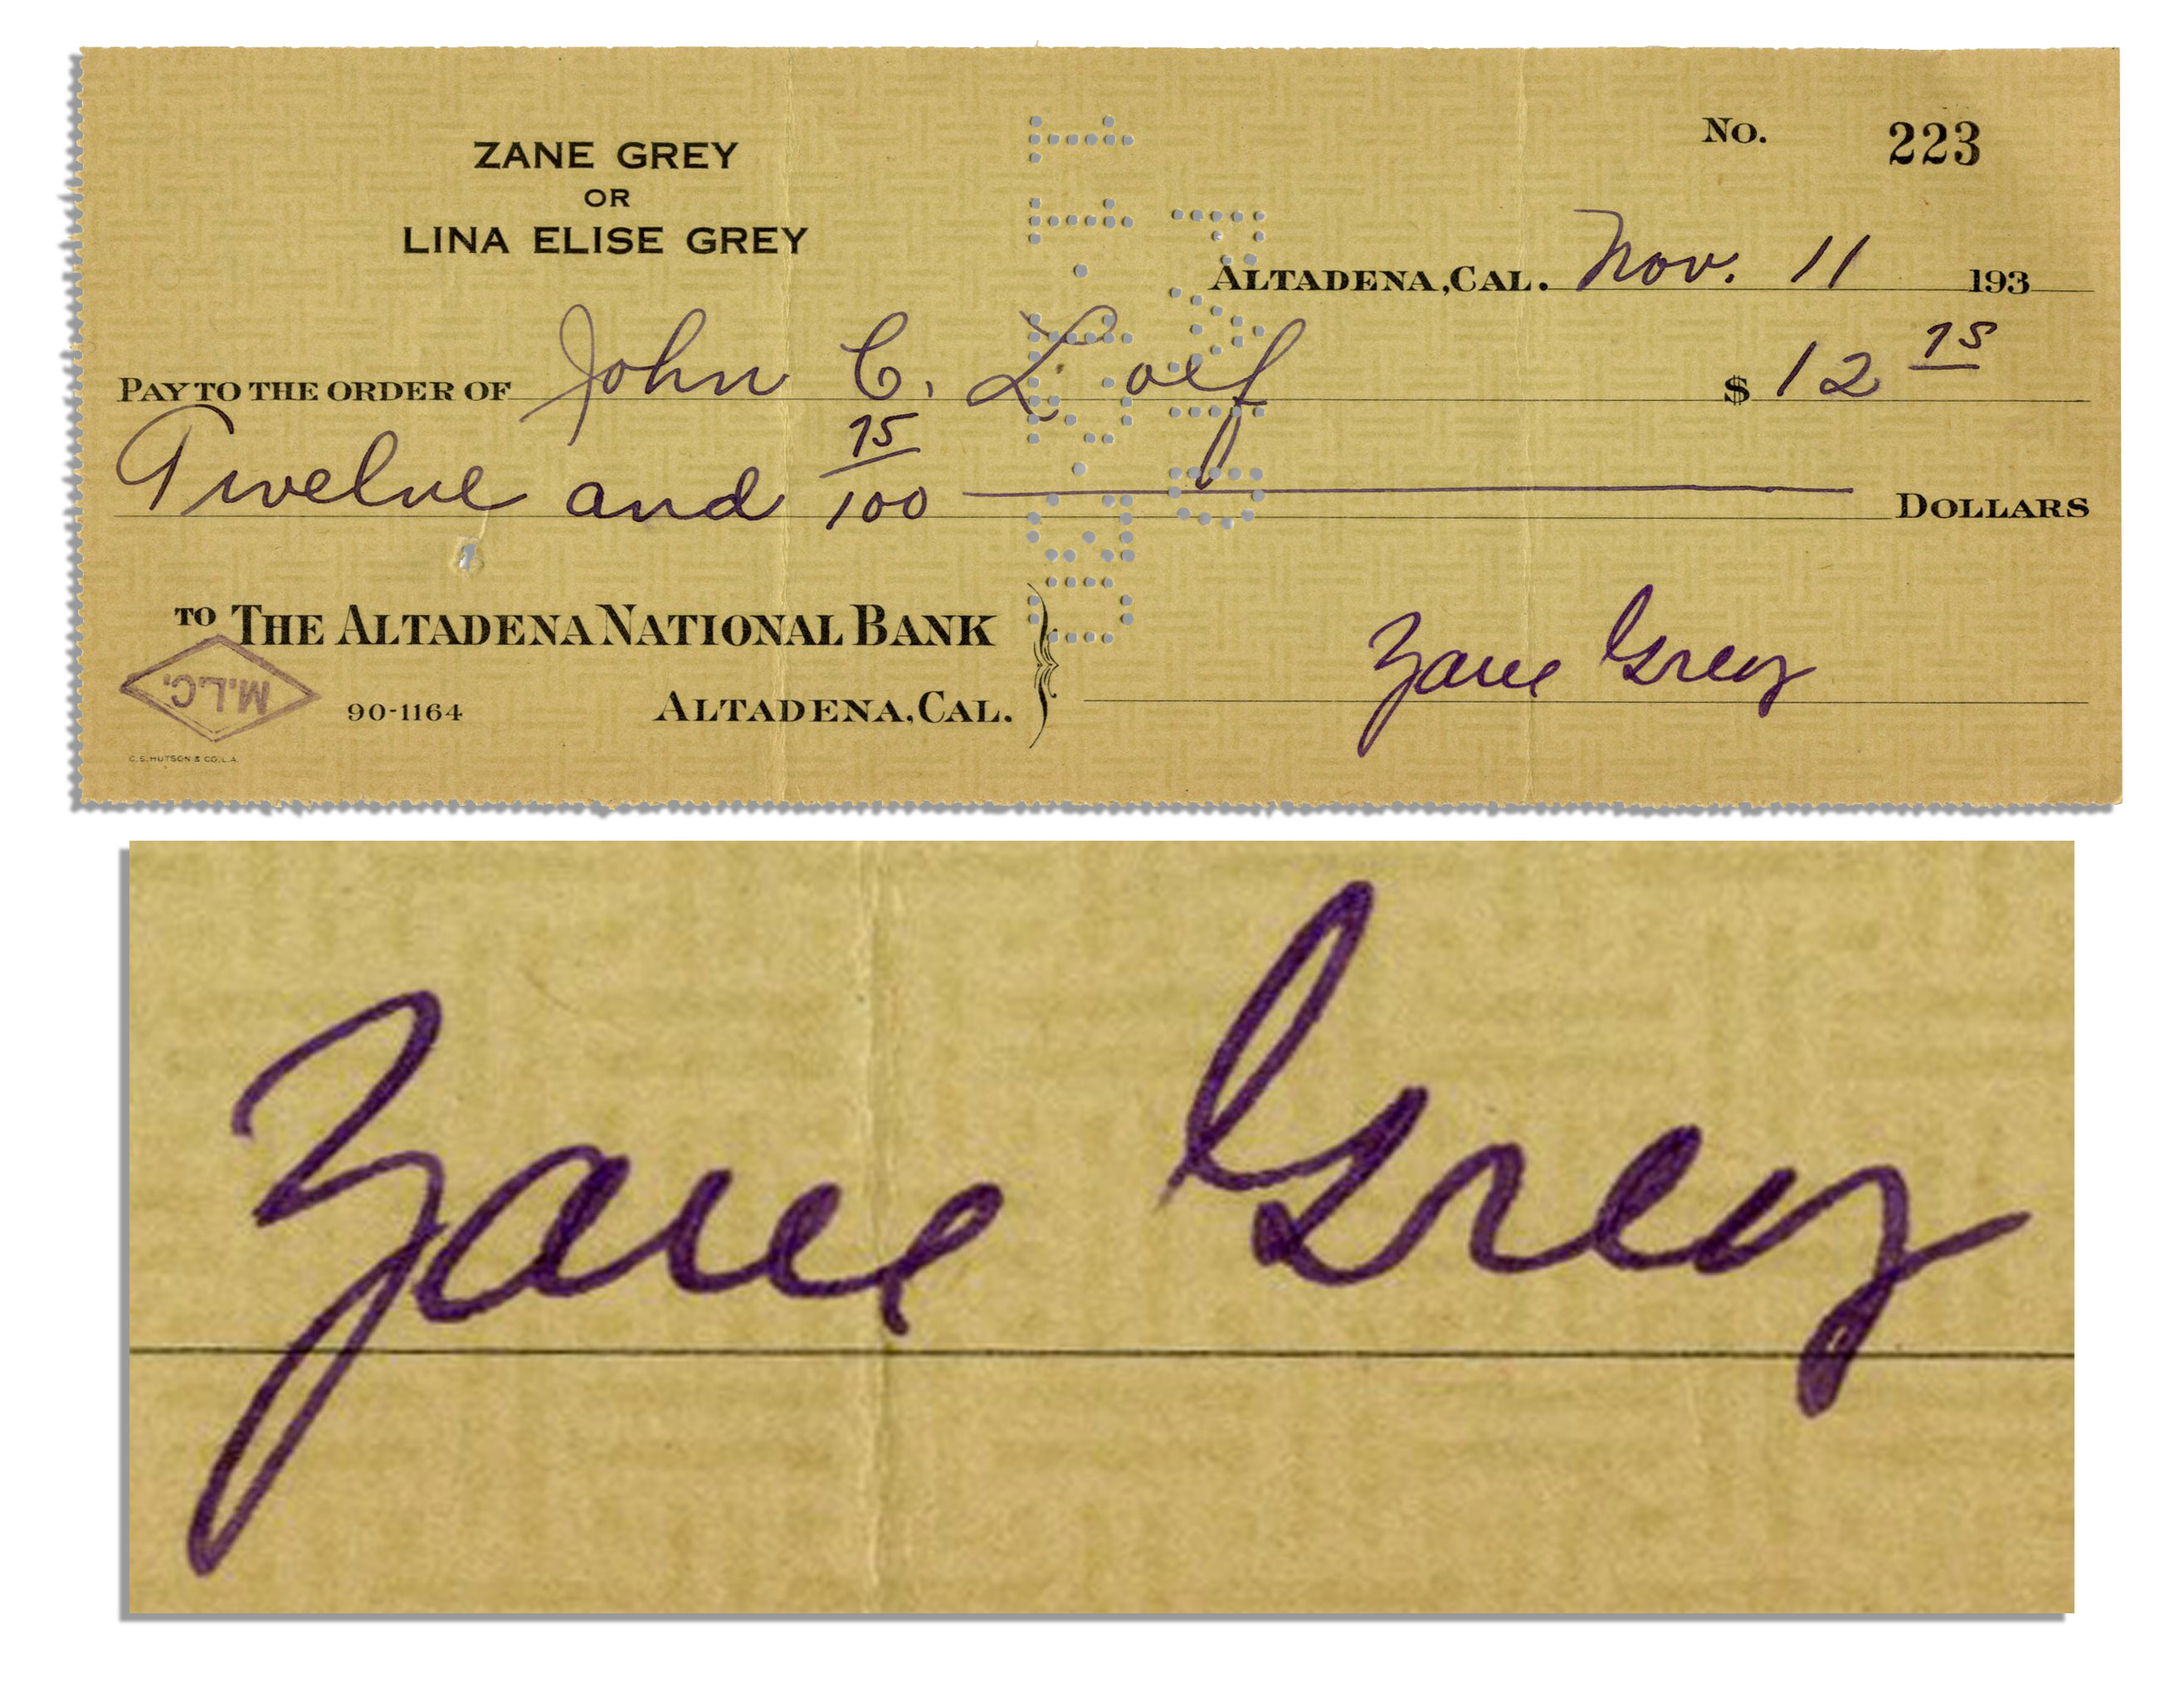 No. 223
ZANE GREY
OR
LINA ELISE GREY
ALTADENA, CAL. Nov. 11 193
PAY TO THE ORDER OF John C. Loef $ 12 75
Twelve and 75/100 DOLLARS
TO THE ALTADENA NATIONAL BANK
M.L.C.
90-1164 ALTADENA, CAL.
Zane Grey
C.S. HUTSON & CO. L.A.
Zane Grey